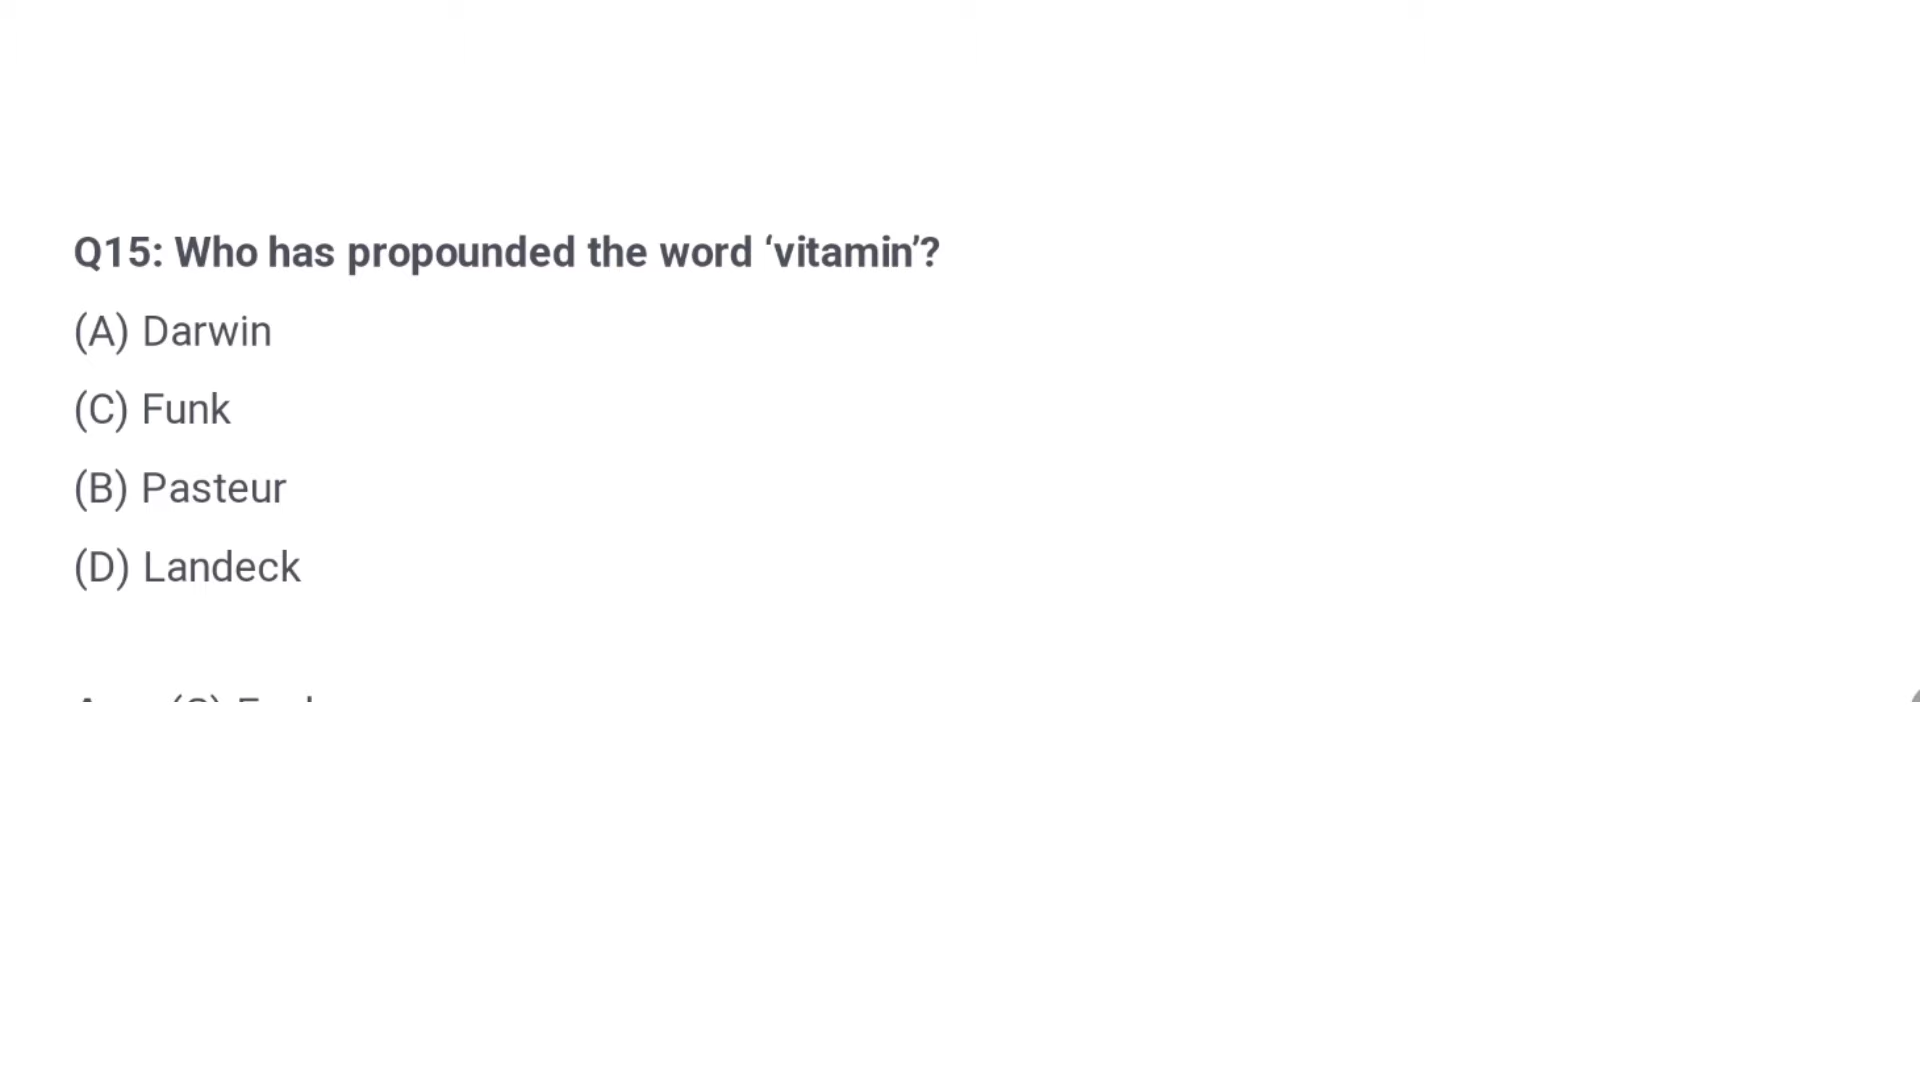 Q15: Who has propounded the word ‘vitamin’?
(A) Darwin
(C) Funk
(B) Pasteur
(D) Landeck